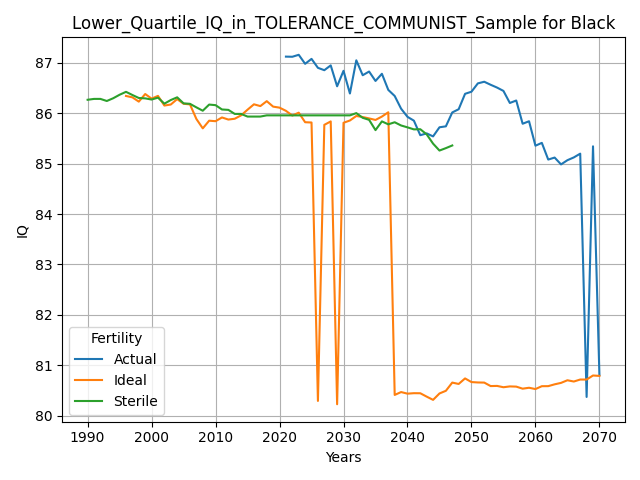 Lower_Quartile_IQ_in_TOLERANCE_COMMUNIST_Sample for Black
87
86
85
84
83
82
81
80
IQ
Fertility
Actual
Ideal
Sterile
1990 2000 2010 2020 2030 2040 2050 2060 2070
Years